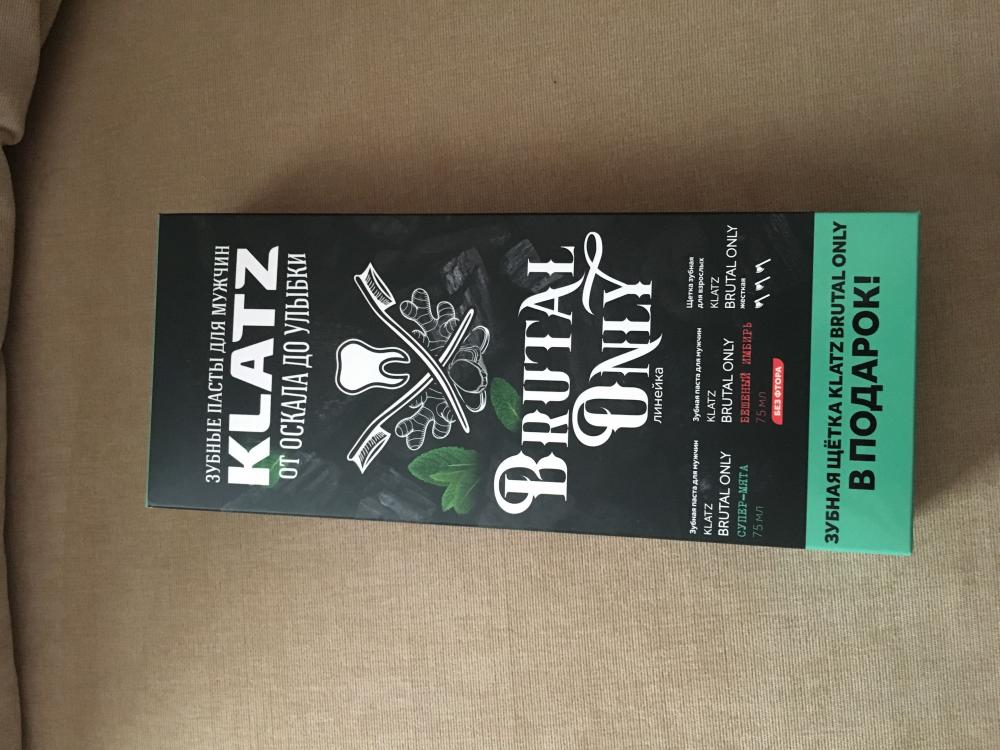 ЗУБНЫЕ ПАСТЫ ДЛЯ МУЖЧИН
KLATZ
ОТ ОСКАЛА ДО УЛЫБКИ
BRUTAL
ONLY
линейка
Зубная паста для мужчин
KLATZ
BRUTAL ONLY
СУПЕР-МЯТА
75 МЛ
Зубная паста для мужчин
KLATZ
BRUTAL ONLY
БЕШЕНЫЙ ИМБИРЬ
75 МЛ
БЕЗ ФТОРА
Щетка зубная
для взрослых
KLATZ
BRUTAL ONLY
жесткая
ЗУБНАЯ ЩЁТКА KLATZ BRUTAL ONLY
В ПОДАРОК!